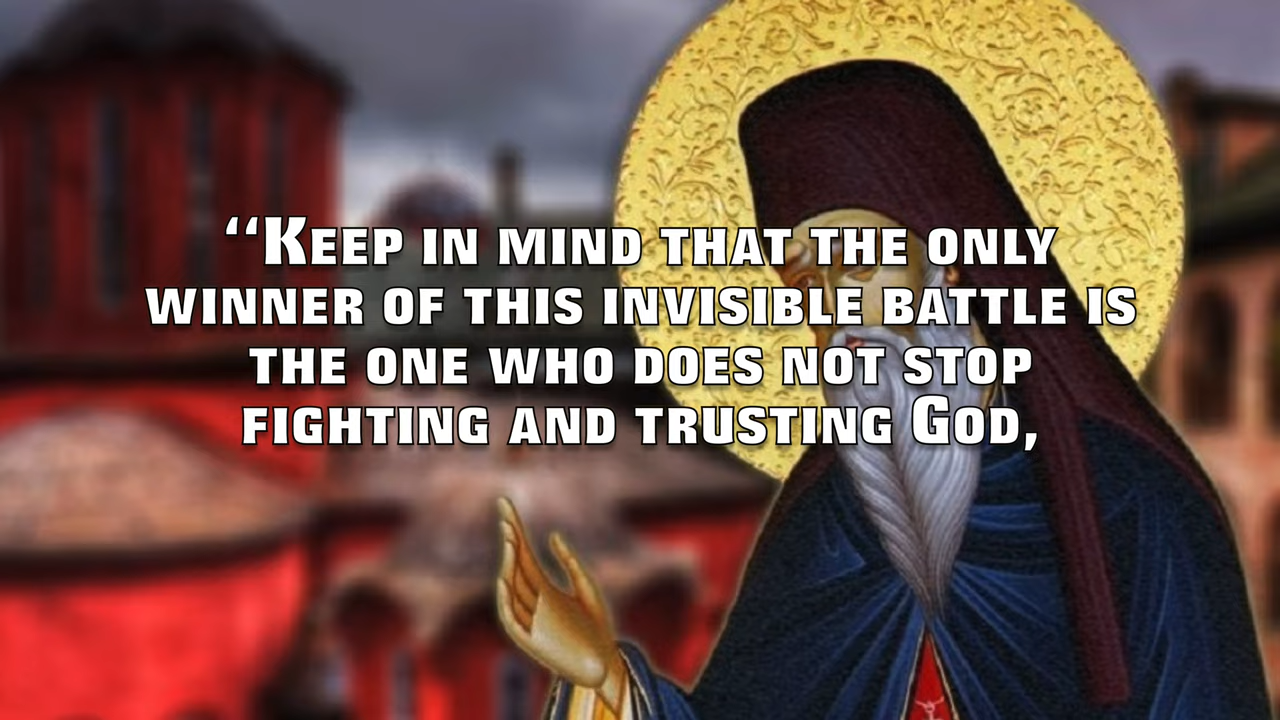 “Keep in mind that the only
winner of this invisible battle is
the one who does not stop
fighting and trusting God,